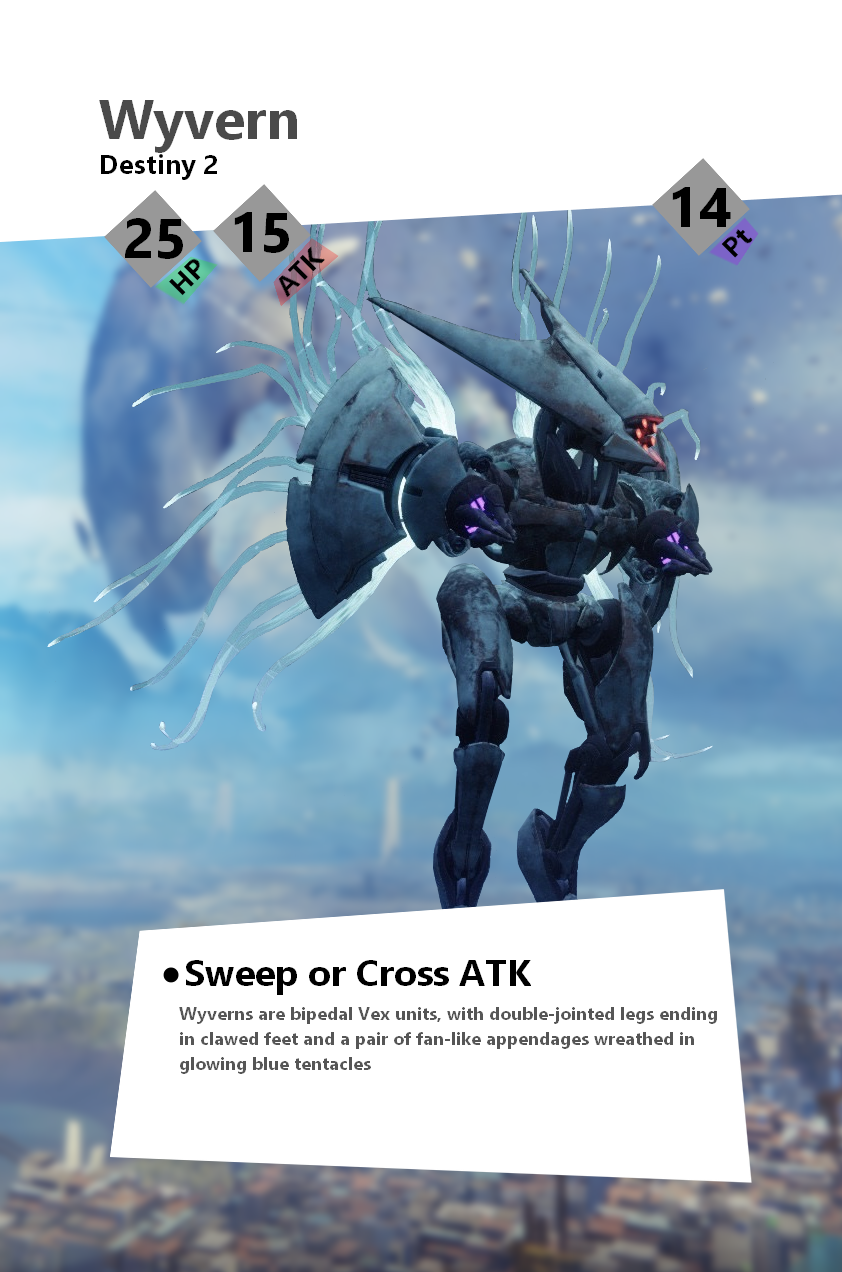 Wyvern
Destiny 2
25 HP
15 ATK
14 Pt
•Sweep or Cross ATK
Wyverns are bipedal Vex units, with double-jointed legs ending
in clawed feet and a pair of fan-like appendages wreathed in
glowing blue tentacles